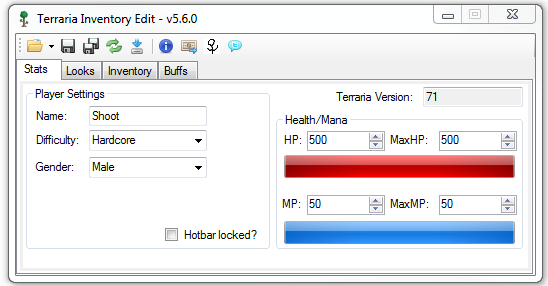 Terraria Inventory Edit - v5.6.0
Stats Looks Inventory Buffs
Player Settings
Name: Shoot
Difficulty: Hardcore
Gender: Male
Hotbar locked?
Terraria Version: 71
Health/Mana
HP: 500 MaxHP: 500
MP: 50 MaxMP: 50